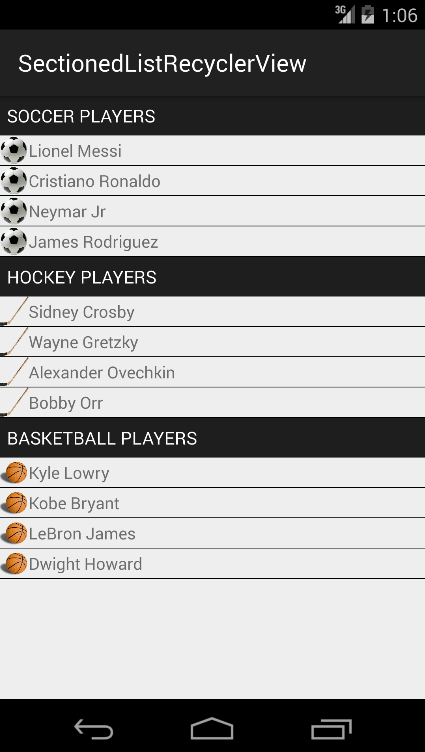 3G 1:06
SectionedListRecyclerView
SOCCER PLAYERS
Lionel Messi
Cristiano Ronaldo
Neymar Jr
James Rodriguez
HOCKEY PLAYERS
Sidney Crosby
Wayne Gretzky
Alexander Ovechkin
Bobby Orr
BASKETBALL PLAYERS
Kyle Lowry
Kobe Bryant
LeBron James
Dwight Howard